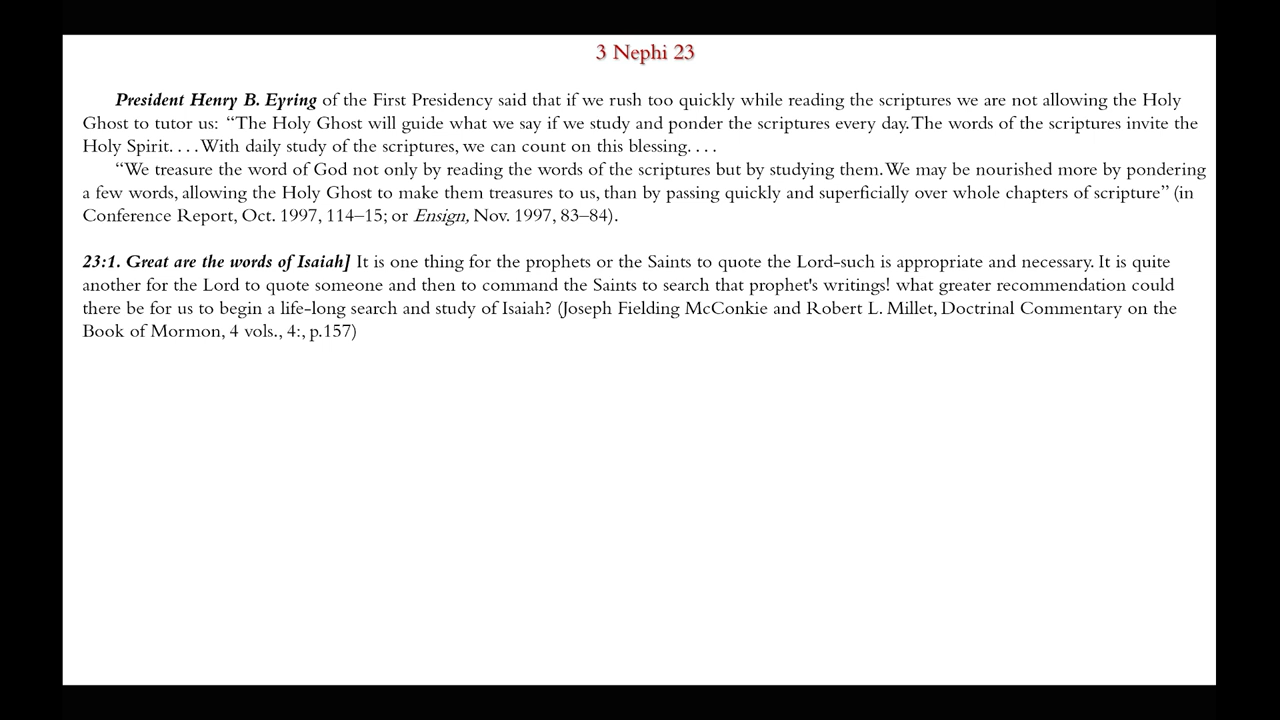 3 Nephi 23
President Henry B. Eyring of the First Presidency said that if we rush too quickly while reading the scriptures we are not allowing the Holy
Ghost to tutor us: “The Holy Ghost will guide what we say if we study and ponder the scriptures every day. The words of the scriptures invite the
Holy Spirit. . . . With daily study of the scriptures, we can count on this blessing. . . .
“We treasure the word of God not only by reading the words of the scriptures but by studying them. We may be nourished more by pondering
a few words, allowing the Holy Ghost to make them treasures to us, than by passing quickly and superficially over whole chapters of scripture” (in
Conference Report, Oct. 1997, 114–15; or Ensign, Nov. 1997, 83–84).
23:1. Great are the words of Isaiah] It is one thing for the prophets or the Saints to quote the Lord-such is appropriate and necessary. It is quite
another for the Lord to quote someone and then to command the Saints to search that prophet's writings! what greater recommendation could
there be for us to begin a life-long search and study of Isaiah? (Joseph Fielding McConkie and Robert L. Millet, Doctrinal Commentary on the
Book of Mormon, 4 vols., 4:, p.157)